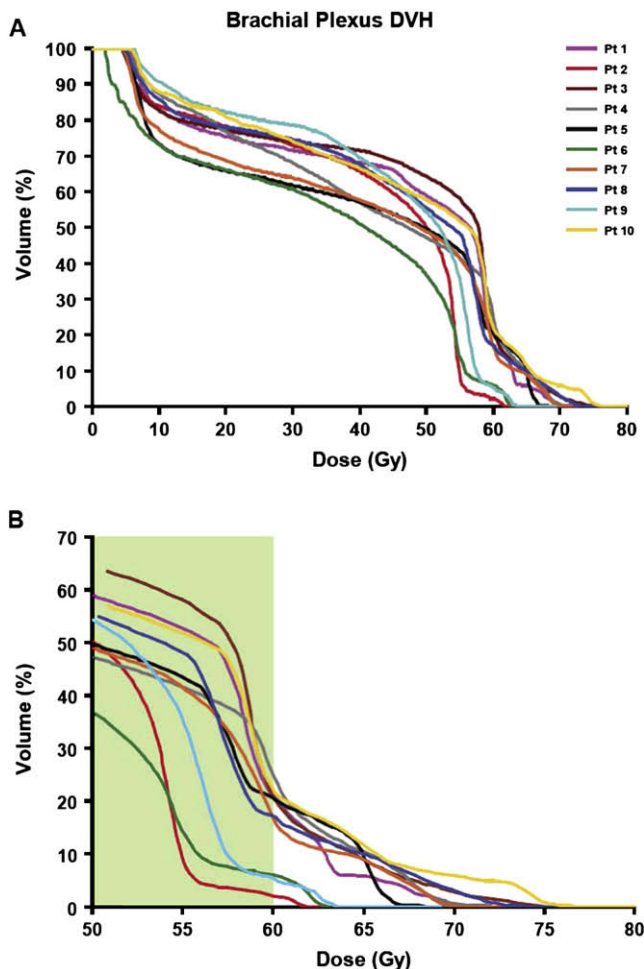 Brachial Plexus DVH
A
Volume (%)
100
90
80
70
60
50
40
30
20
10
0
0 10 20 30 40 50 60 70 80
Dose (Gy)
Pt 1
Pt 2
Pt 3
Pt 4
Pt 5
Pt 6
Pt 7
Pt 8
Pt 9
Pt 10
B
Volume (%)
70
60
50
40
30
20
10
0
50 55 60 65 70 75 80
Dose (Gy)